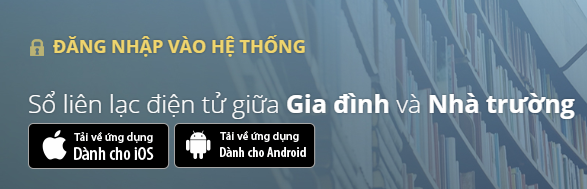 ĐĂNG NHẬP VÀO HỆ THỐNG
Sổ liên lạc điện tử giữa Gia đình và Nhà trường
Tải về ứng dụng
Dành cho iOS
Tải về ứng dụng
Dành cho Android